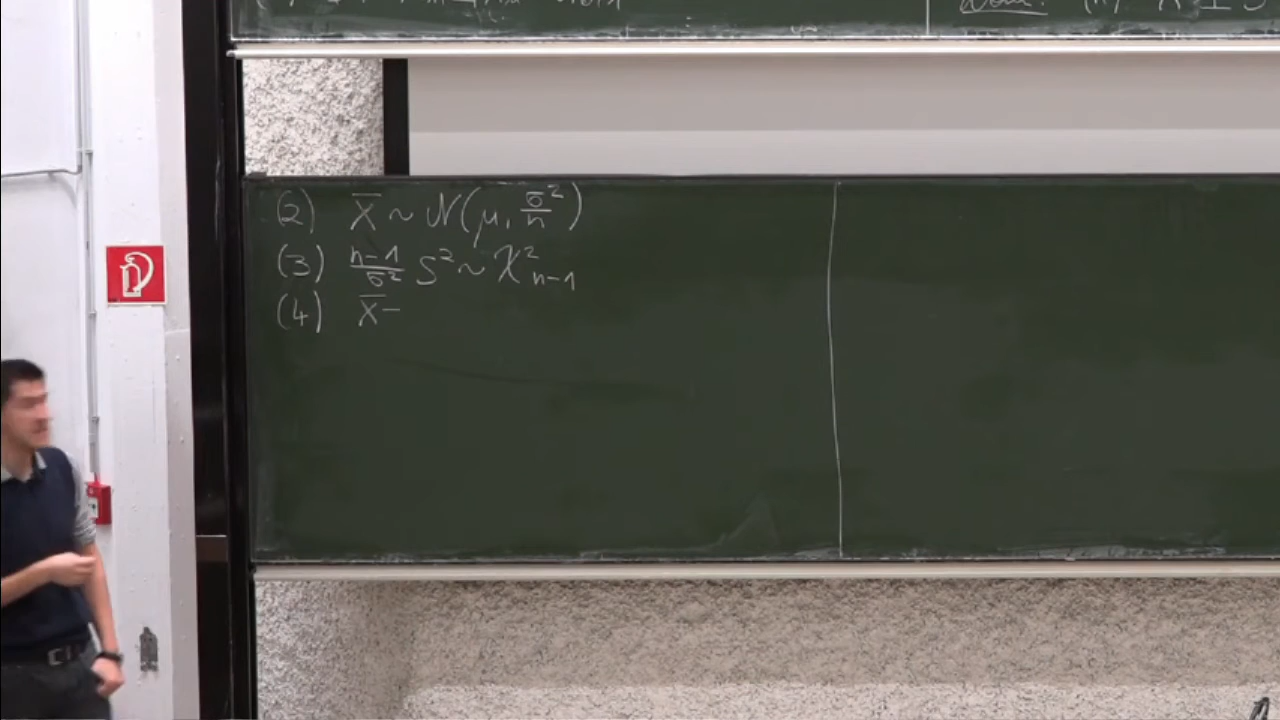 (2) X̄ ~ N(μ, σ²/n)
(3) n-1/σ² S² ~ χ²ₙ₋₁
(4) X̄ -